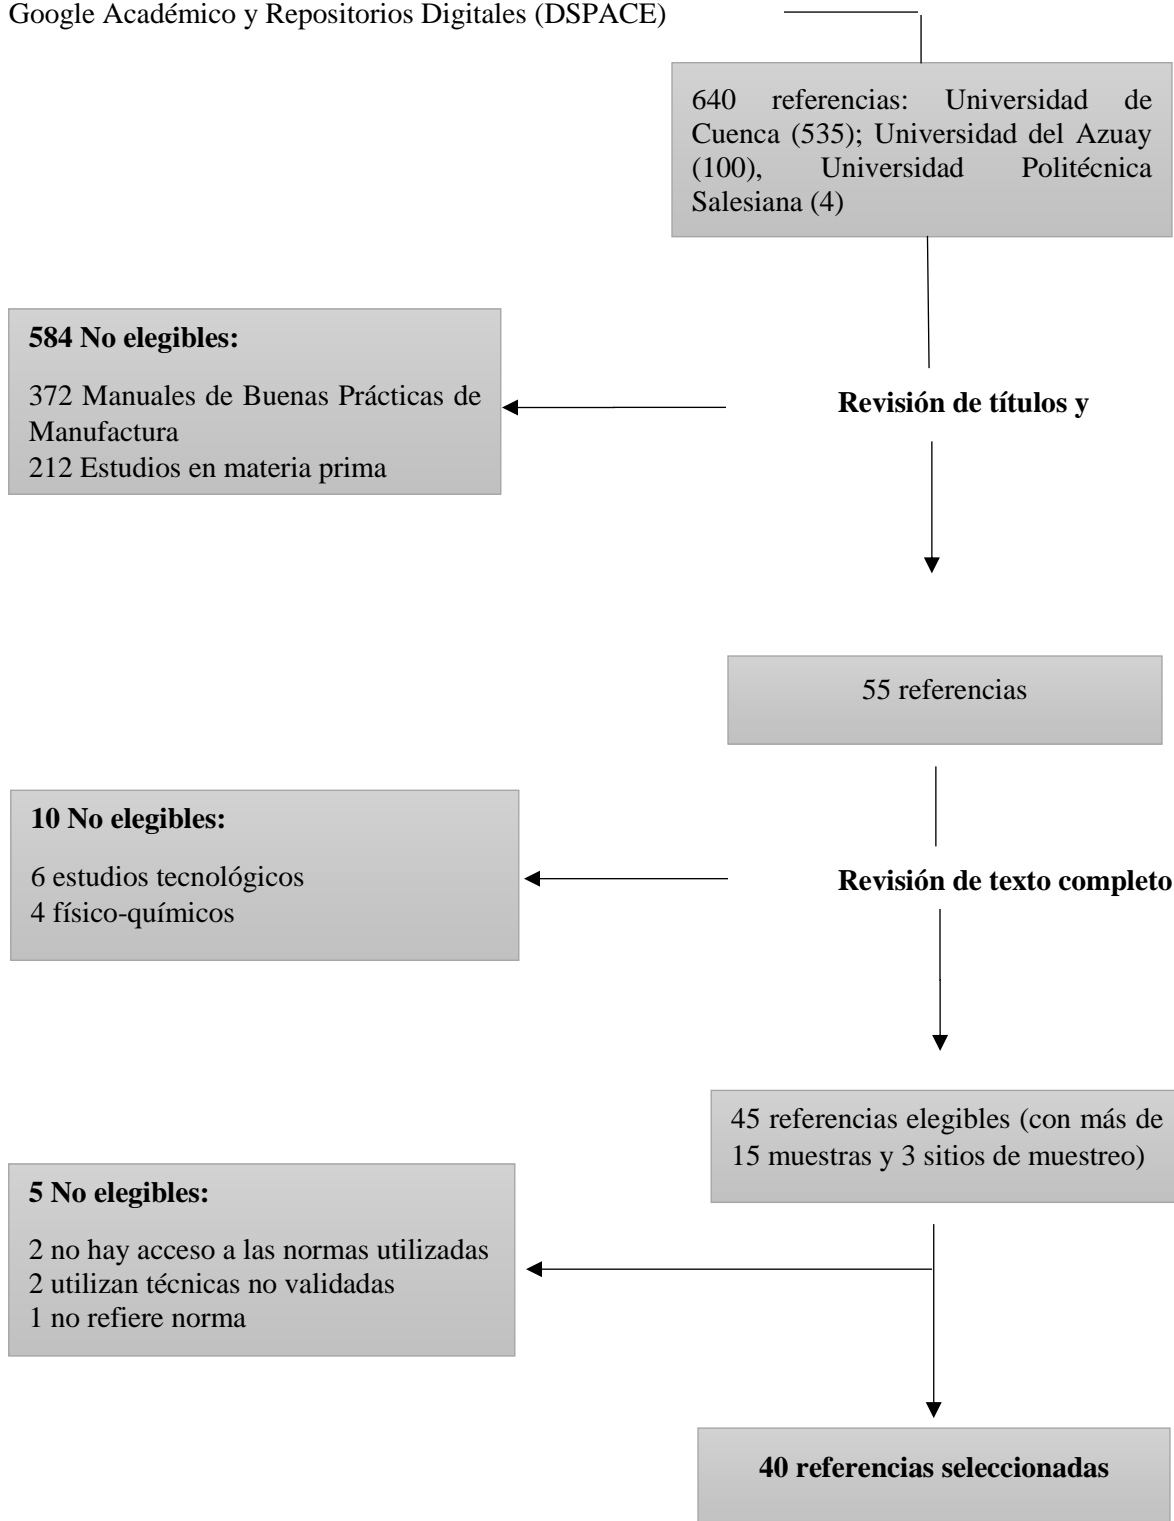 Google Académico y Repositorios Digitales (DSPACE)
640 referencias: Universidad de
Cuenca (535); Universidad del Azuay
(100), Universidad Politécnica
Salesiana (4)
584 No elegibles:
372 Manuales de Buenas Prácticas de
Manufactura
212 Estudios en materia prima
Revisión de títulos y
55 referencias
10 No elegibles:
6 estudios tecnológicos
4 físico-químicos
Revisión de texto completo
45 referencias elegibles (con más de
15 muestras y 3 sitios de muestreo)
5 No elegibles:
2 no hay acceso a las normas utilizadas
2 utilizan técnicas no validadas
1 no refiere norma
40 referencias seleccionadas